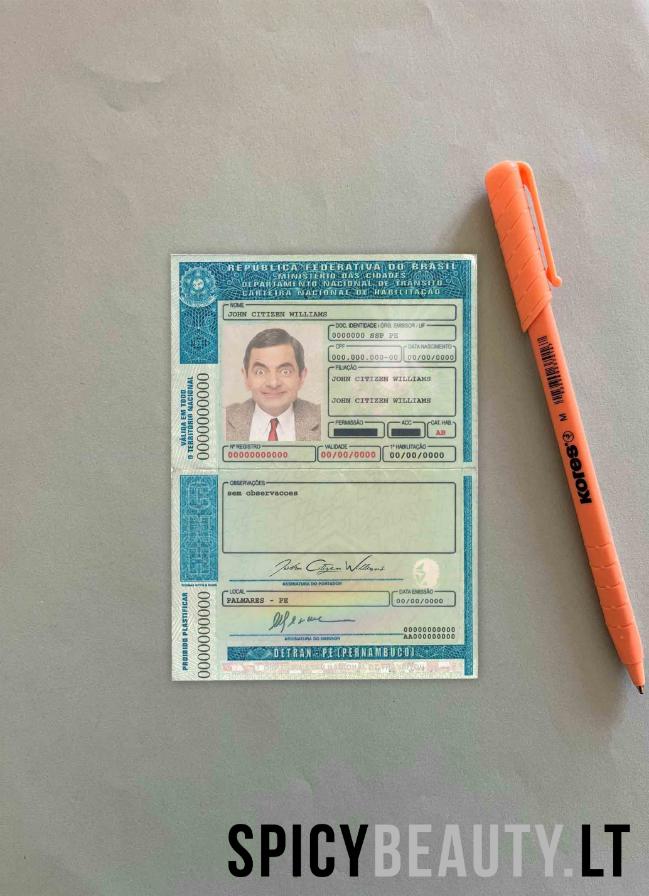 REPÚBLICA FEDERATIVA DO BRASIL
MINISTÉRIO DAS CIDADES
DEPARTAMENTO NACIONAL DE TRÂNSITO
CARTEIRA NACIONAL DE HABILITAÇÃO
NOME
JOHN CITIZEN WILLIAMS
DOC. IDENTIDADE / ÓRG. EMISSOR / UF
0000000 SSP PE
CPF
DATA NASCIMENTO
000.000.000-00
00/00/0000
FILIAÇÃO
JOHN CITIZEN WILLIAMS
JOHN CITIZEN WILLIAMS
PERMISSÃO
ACC
CAT. HAB.
AB
Nº REGISTRO
VALIDADE
1ª HABILITAÇÃO
00000000000
00/00/0000
00/00/0000
VÁLIDA EM TODO
O TERRITÓRIO NACIONAL
0000000000
OBSERVAÇÕES
sem observacoes
John Citizen Williams
ASSINATURA DO PORTADOR
LOCAL
DATA EMISSÃO
PALMARES - PE
00/00/0000
ASSINATURA DO EMISSOR
00000000000
AA000000000
PROIBIDO PLASTIFICAR
0000000000
DETRAN - PE (PERNAMBUCO)
kores
M
SPICYBEAUTY.LT